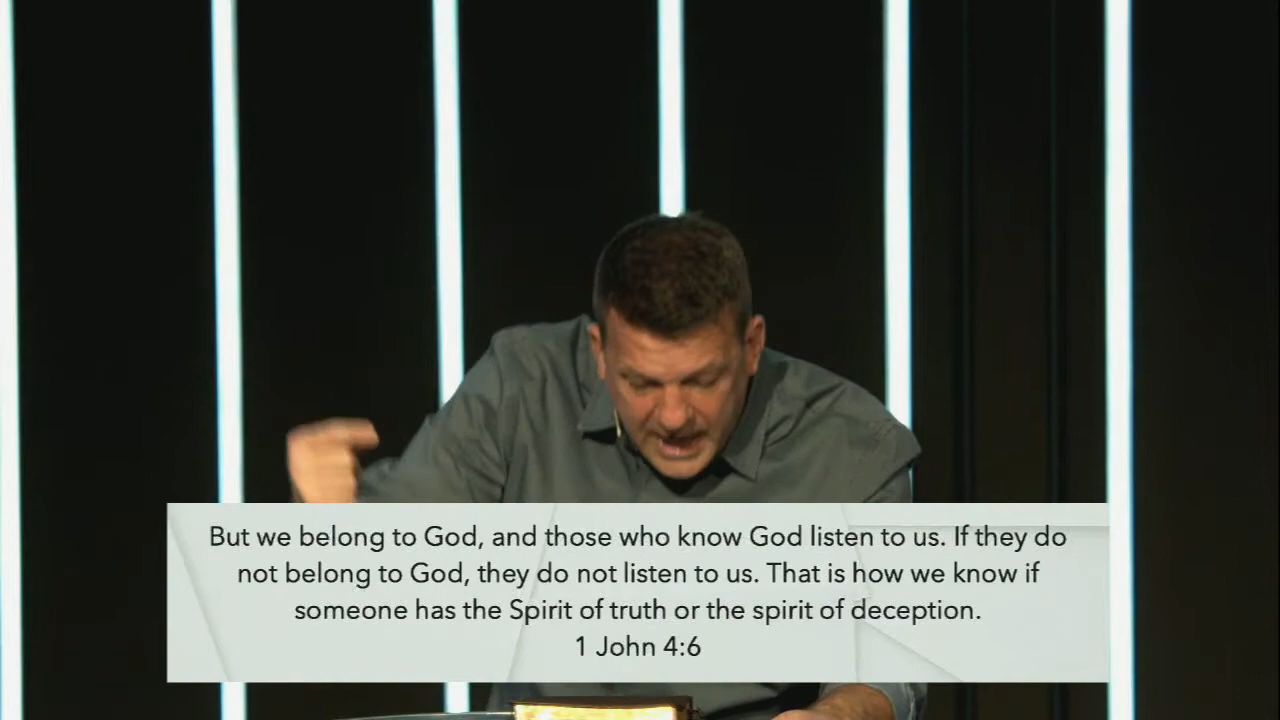 But we belong to God, and those who know God listen to us. If they do
not belong to God, they do not listen to us. That is how we know if
someone has the Spirit of truth or the spirit of deception.
1 John 4:6